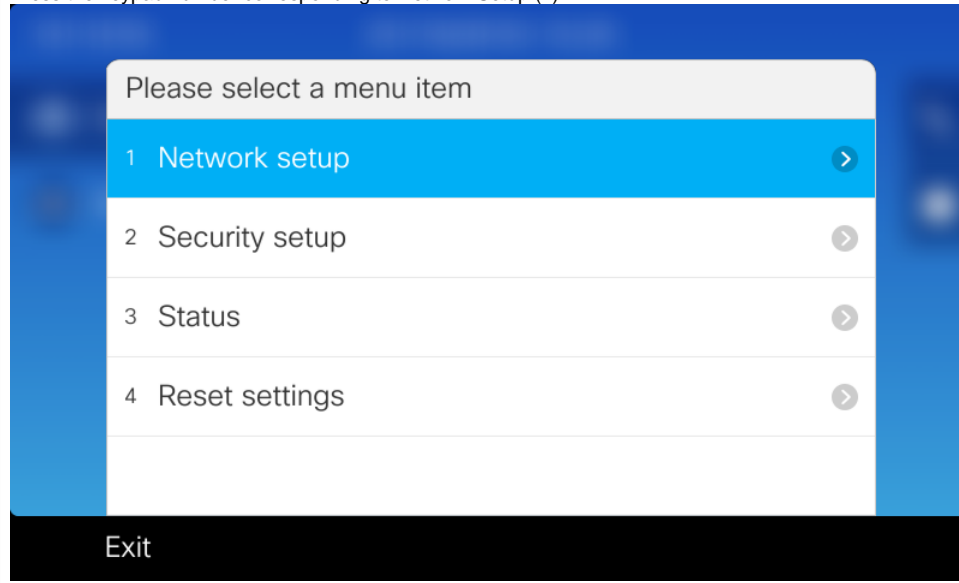 Please select a menu item
1 Network setup
2 Security setup
3 Status
4 Reset settings
Exit